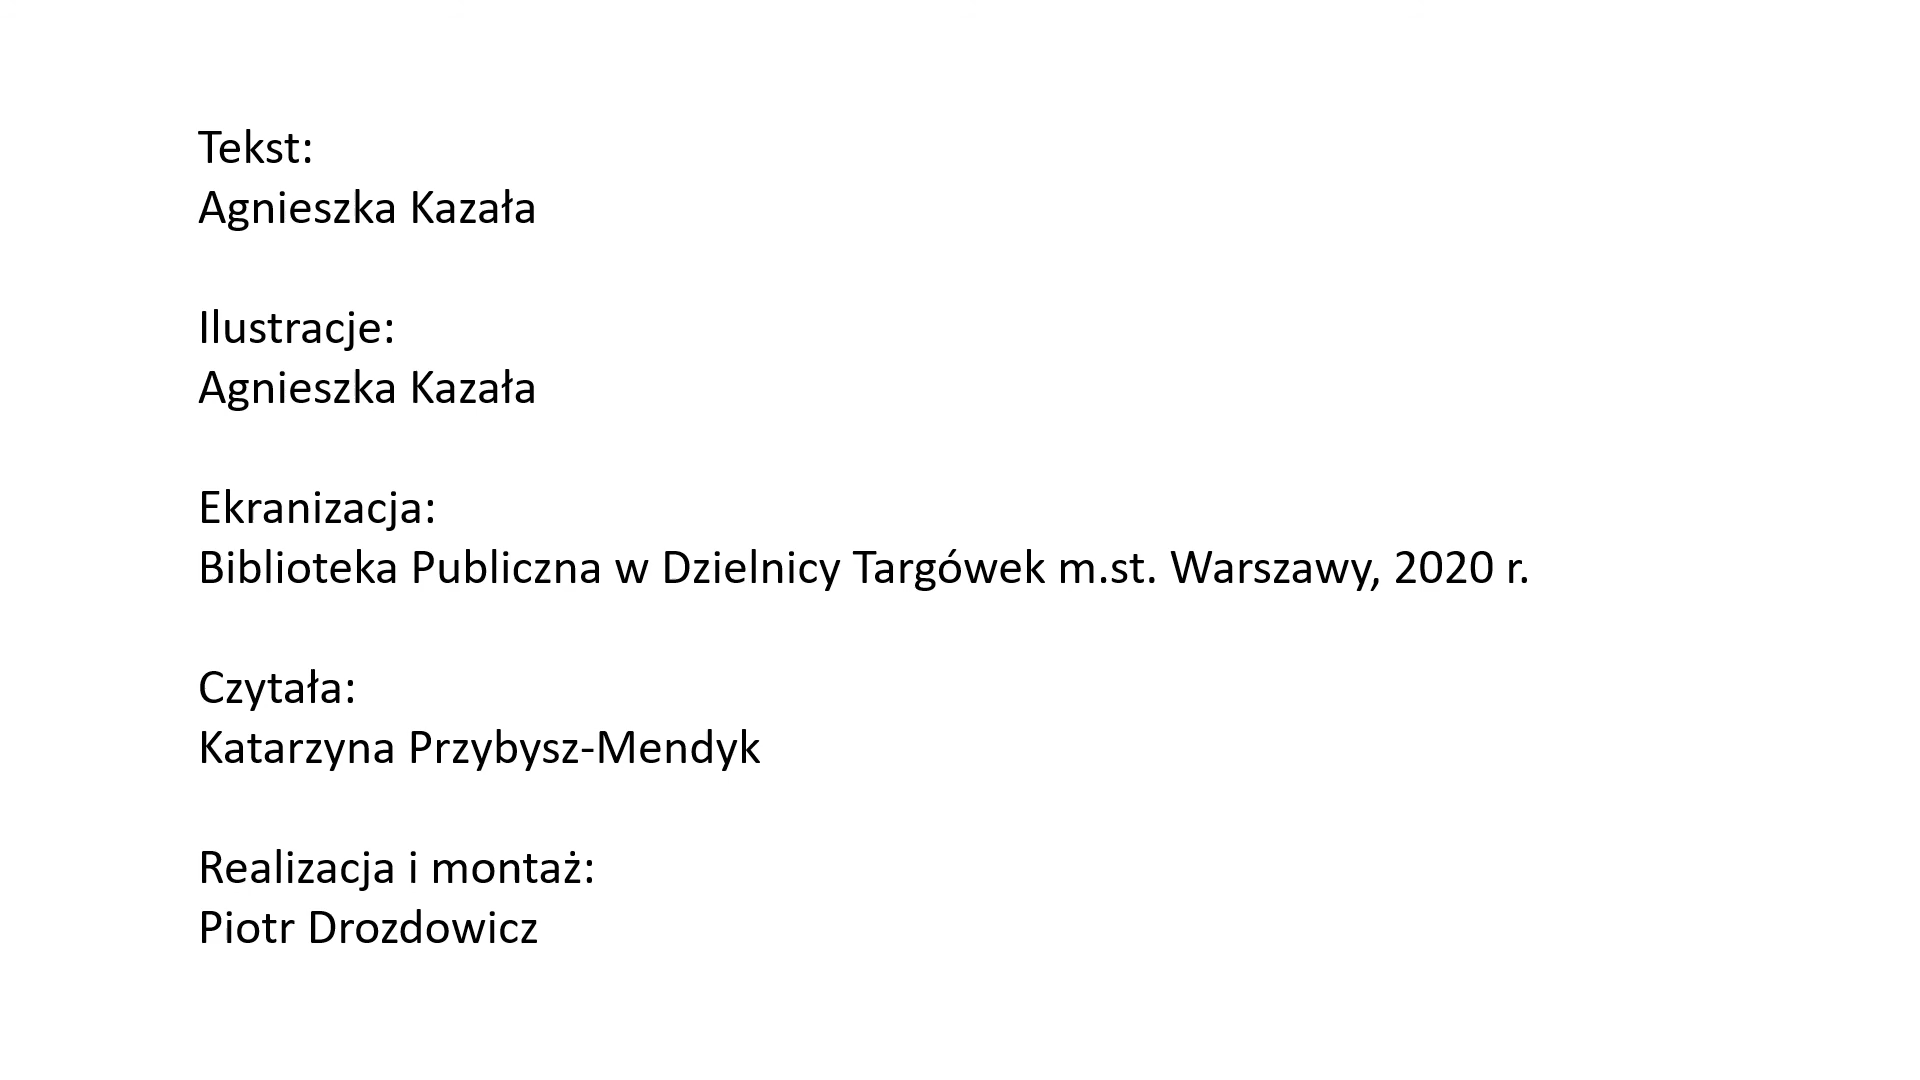 Tekst:
Agnieszka Kazała
Ilustracje:
Agnieszka Kazała
Ekranizacja:
Biblioteka Publiczna w Dzielnicy Targówek m.st. Warszawy, 2020 r.
Czytała:
Katarzyna Przybysz-Mendyk
Realizacja i montaż:
Piotr Drozdowicz